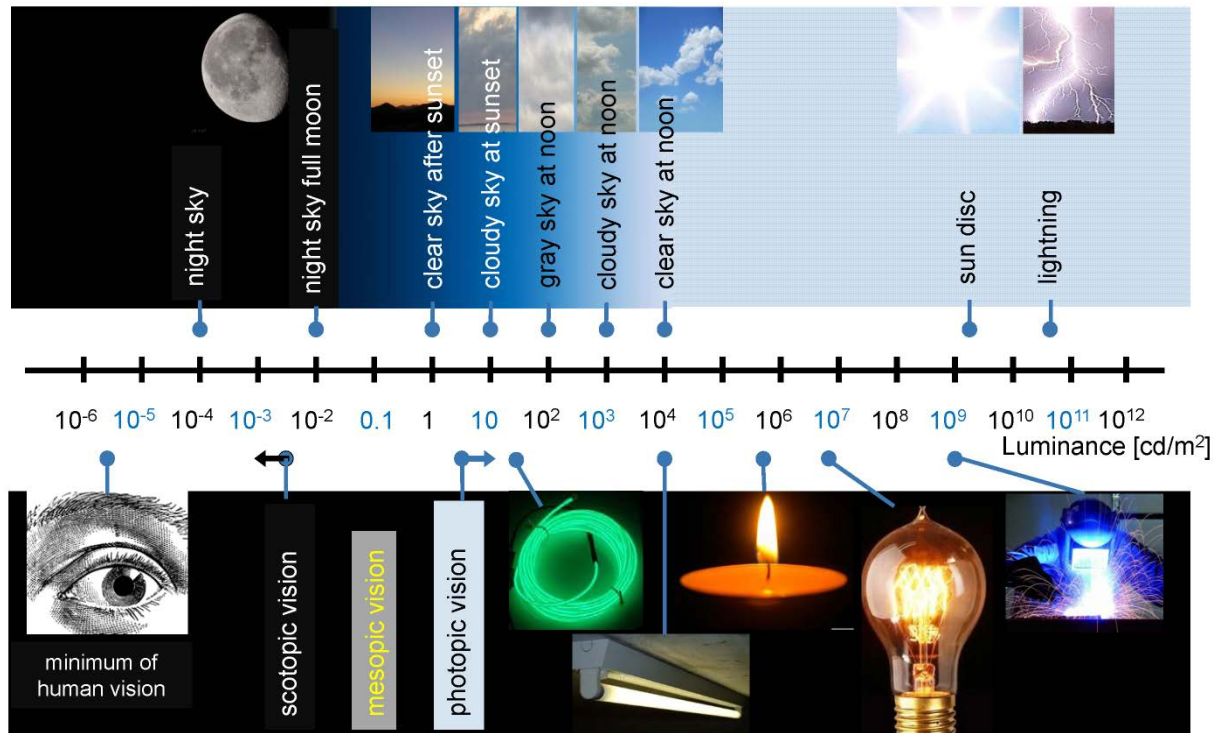 night sky
night sky full moon
clear sky after sunset
cloudy sky at sunset
gray sky at noon
cloudy sky at noon
clear sky at noon
sun disc
lightning
10⁻⁶ 10⁻⁵ 10⁻⁴ 10⁻³ 10⁻² 0.1 1 10 10² 10³ 10⁴ 10⁵ 10⁶ 10⁷ 10⁸ 10⁹ 10¹⁰ 10¹¹ 10¹²
Luminance [cd/m²]
minimum of
human vision
scotopic vision
mesopic vision
photopic vision